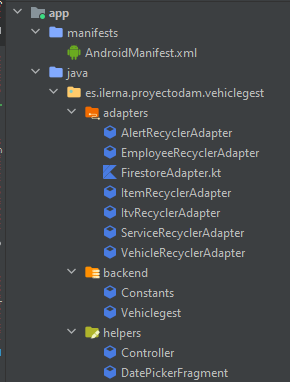 app
manifests
AndroidManifest.xml
java
es.ilerna.proyectodam.vehiclegest
adapters
AlertRecyclerAdapter
EmployeeRecyclerAdapter
FirestoreAdapter.kt
ItemRecyclerAdapter
ItvRecyclerAdapter
ServiceRecyclerAdapter
VehicleRecyclerAdapter
backend
Constants
Vehiclegest
helpers
Controller
DatePickerFragment